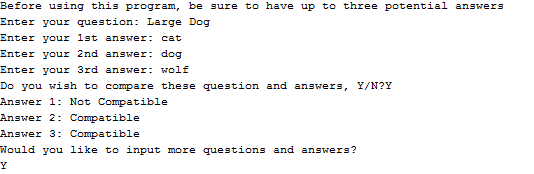 Before using this program, be sure to have up to three potential answers
Enter your question: Large Dog
Enter your 1st answer: cat
Enter your 2nd answer: dog
Enter your 3rd answer: wolf
Do you wish to compare these question and answers, Y/N?Y
Answer 1: Not Compatible
Answer 2: Compatible
Answer 3: Compatible
Would you like to input more questions and answers?
Y